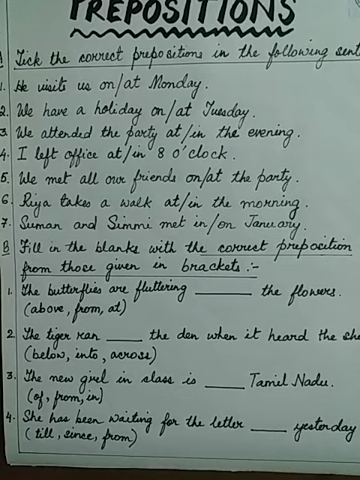 PREPOSITIONS
A Tick the correct prepositions in the following sent
1. He visits us on/at Monday.
2. We have a holiday on/at Tuesday.
3. We attended the party at/in the evening.
4. I left office at/in 8 o'clock.
5. We met all our friends on/at the party.
6. Riya takes a walk at/in the morning.
7. Suman and Simmi met in/on January.
B Fill in the blanks with the correct preposition
from those given in brackets :-
1. The butterflies are fluttering ______ the flowers.
(above, from, at)
2 The tiger ran ____ the den when it heard the sho
(below, into, across)
3. The new girl in class is ____ Tamil Nadu.
(of, from, in)
4. She has been waiting for the letter ____ yesterday
(till, since, from)